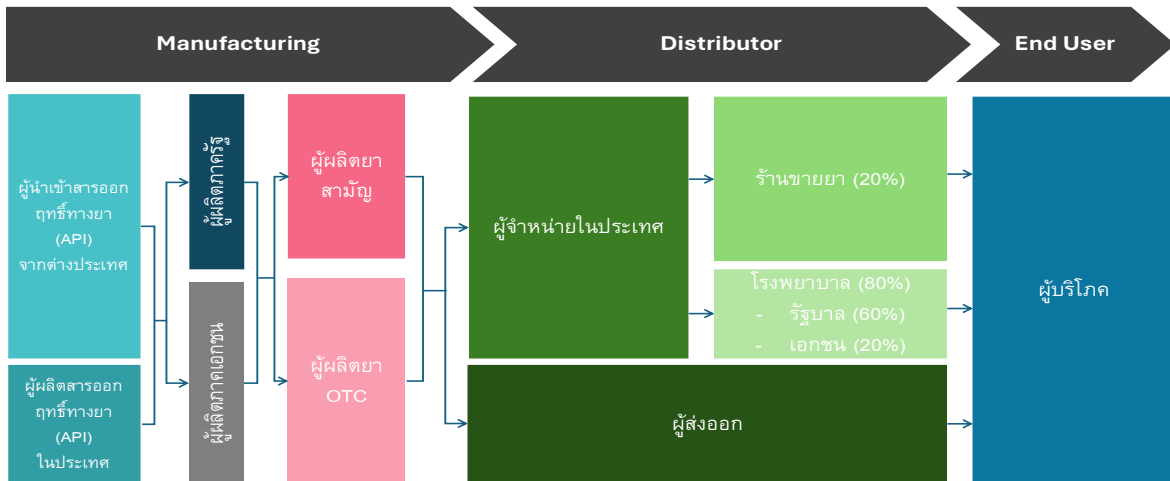 Manufacturing
Distributor
End User
ผู้นำเข้าสารออก
ฤทธิ์ทางยา
(API)
จากต่างประเทศ
ผู้ผลิตสารออก
ฤทธิ์ทางยา
(API)
ในประเทศ
ผู้ผลิตภาครัฐ
ผู้ผลิตภาคเอกชน
ผู้ผลิตยา
สามัญ
ผู้ผลิตยา
OTC
ผู้จำหน่ายในประเทศ
ร้านขายยา (20%)
โรงพยาบาล (80%)
- รัฐบาล (60%)
- เอกชน (20%)
ผู้ส่งออก
ผู้บริโภค